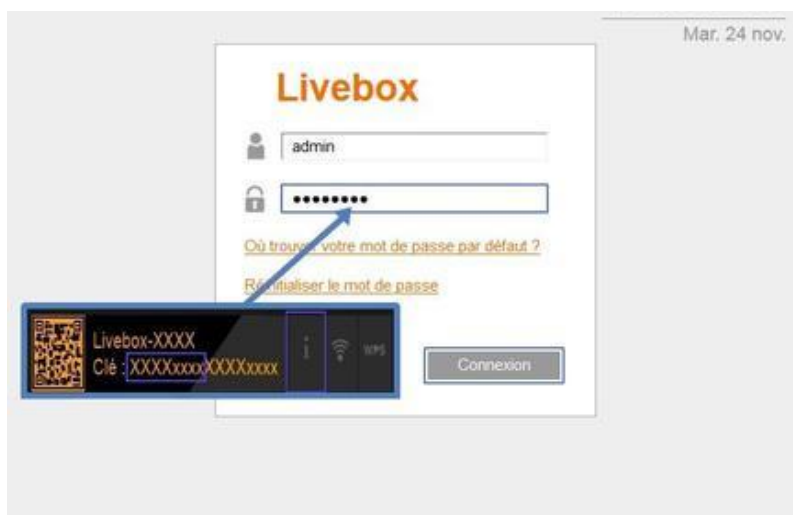 Mar. 24 nov.
Livebox
admin
Où trouver votre mot de passe par défaut ?
Réinitialiser le mot de passe
Livebox-XXXX
Clé : XXXXxxxxXXXXxxxx
i
WPS
Connexion